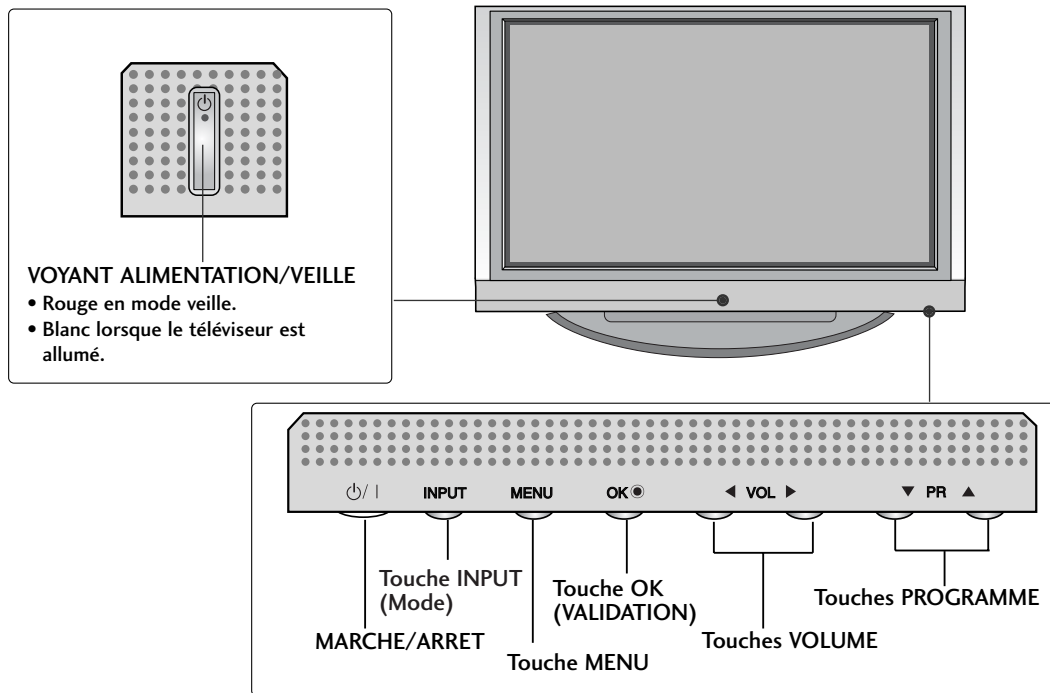 VOYANT ALIMENTATION/VEILLE
• Rouge en mode veille.
• Blanc lorsque le téléviseur est
allumé.
⏻/ I INPUT MENU OK◉ ◀ VOL ▶ ▼ PR ▲
Touche INPUT
(Mode)
Touche OK
(VALIDATION)
Touches PROGRAMME
MARCHE/ARRET
Touches VOLUME
Touche MENU